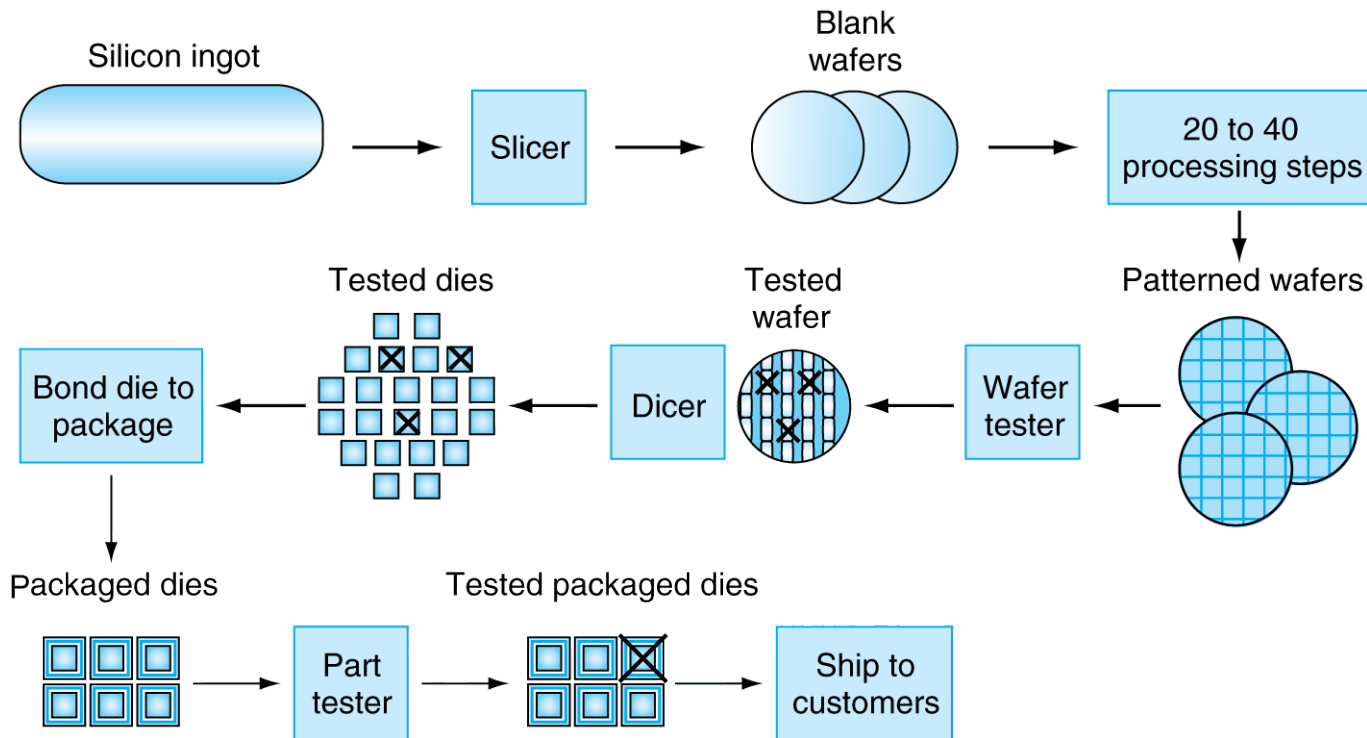 Silicon ingot
Slicer
Blank
wafers
20 to 40
processing steps
Tested dies
Tested
wafer
Patterned wafers
Bond die to
package
Dicer
Wafer
tester
Packaged dies
Tested packaged dies
Part
tester
Ship to
customers